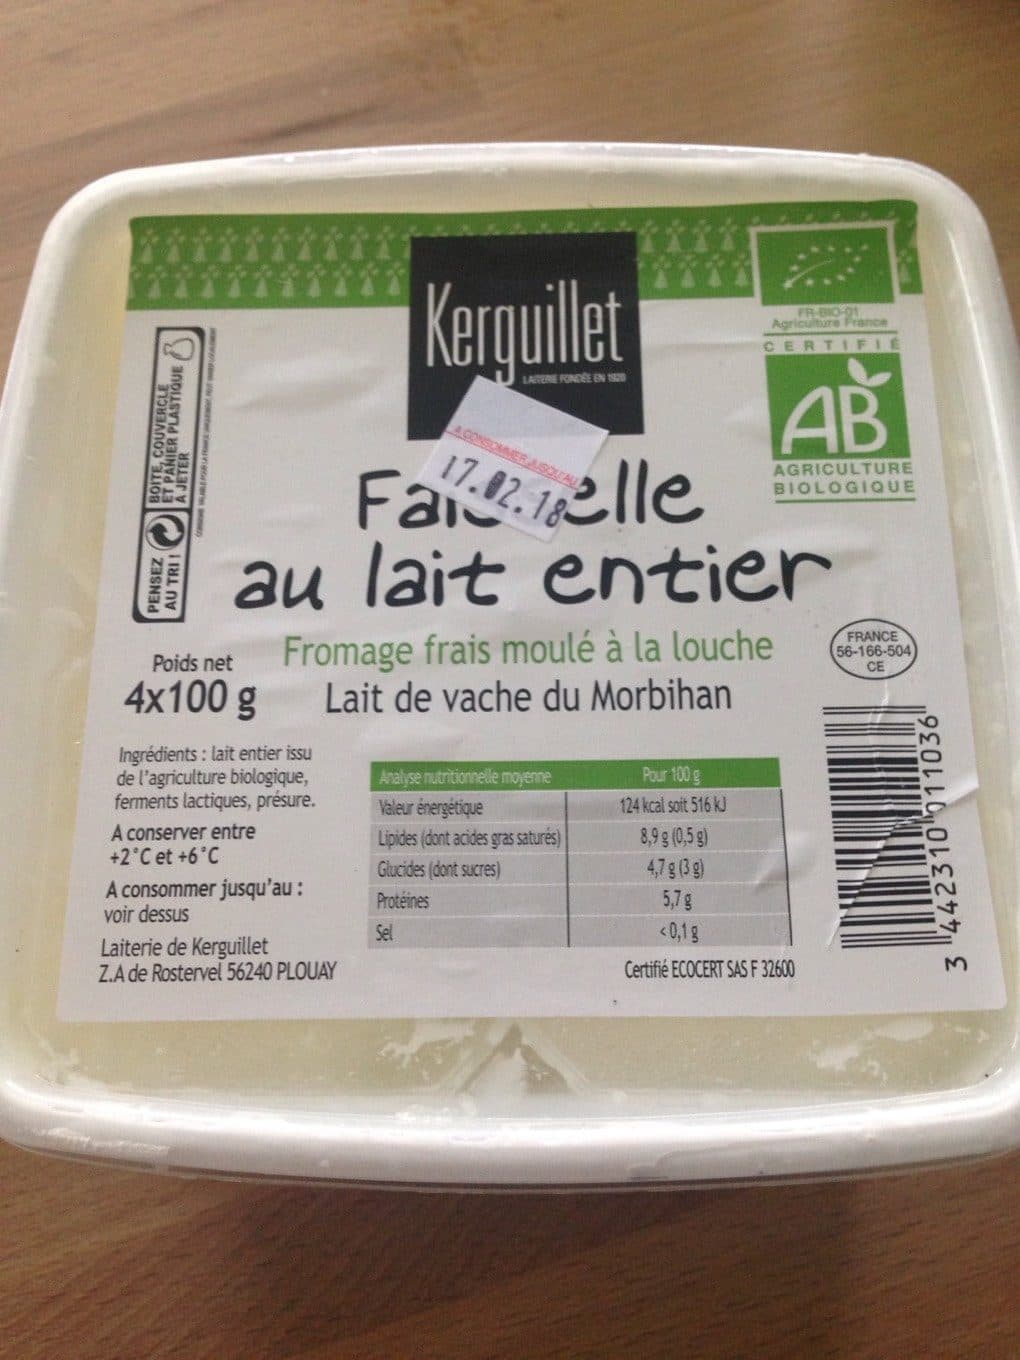 Kerguillet
LAITERIE FONDÉE EN 1920
FR-BIO-01
Agriculture France
CERTIFIÉ
AB
AGRICULTURE
BIOLOGIQUE
PENSEZ
AU TRI !
BOITE, COUVERCLE
ET PANIER PLASTIQUE
À JETER
A CONSOMMER JUSQU'AU
17.02.18
elle
au lait entier
Fromage frais moulé à la louche
Lait de vache du Morbihan
Poids net
4x100 g
FRANCE
56-166-504
CE
Ingrédients : lait entier issu
de l'agriculture biologique,
ferments lactiques, présure.
A conserver entre
+2°C et +6°C
A consommer jusqu'au :
voir dessus
Laiterie de Kerguillet
Z.A de Rostervel 56240 PLOUAY
Analyse nutritionnelle moyenne Pour 100 g
Valeur énergétique 124 kcal soit 516 kJ
Lipides (dont acides gras saturés) 8,9 g (0,5 g)
Glucides (dont sucres) 4,7 g (3 g)
Protéines 5,7 g
Sel <0,1 g
Certifié ECOCERT SAS F 32600
3 442310 011036